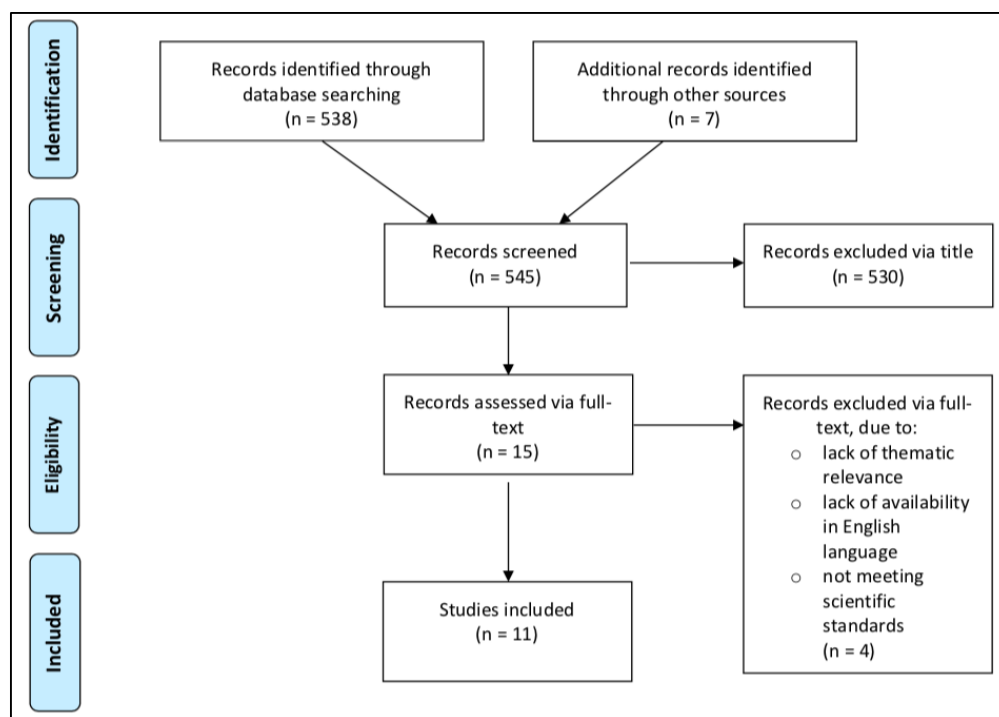 Identification
Records identified through
database searching
(n = 538)
Additional records identified
through other sources
(n = 7)
Screening
Records screened
(n = 545)
Records excluded via title
(n = 530)
Eligibility
Records assessed via full-
text
(n = 15)
Records excluded via full-
text, due to:
o lack of thematic
relevance
o lack of availability
in English
language
o not meeting
scientific
standards
(n = 4)
Included
Studies included
(n = 11)